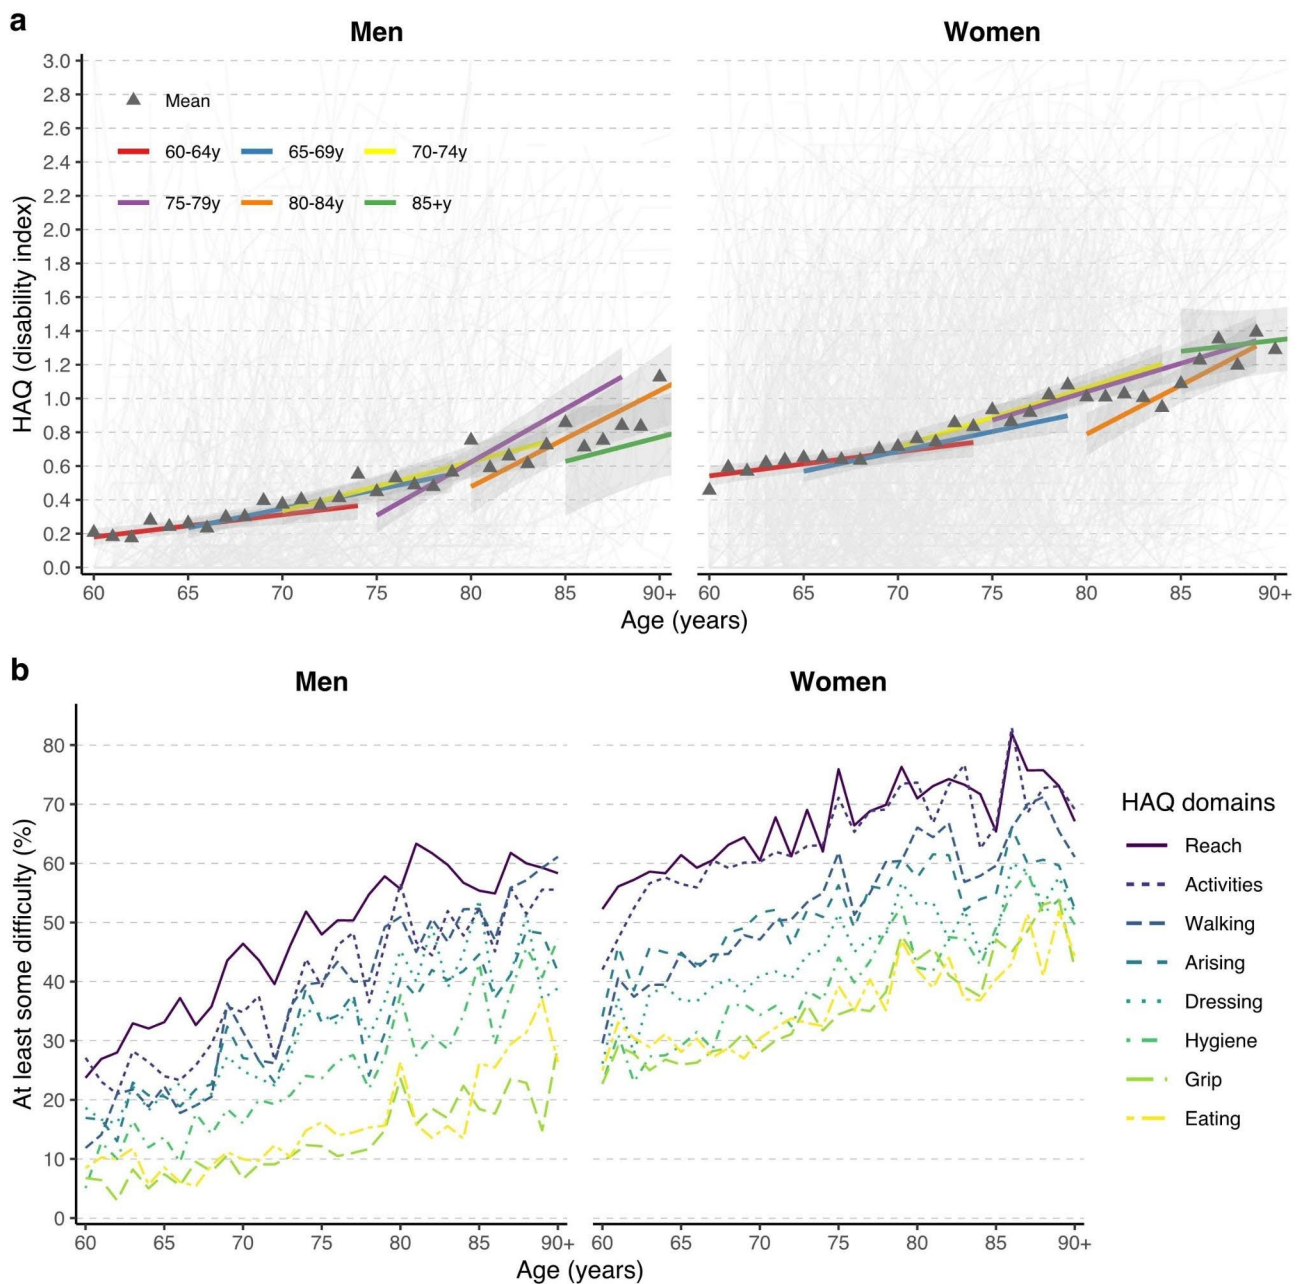 a
Men
Women
HAQ (disability index)
3.0
2.8
2.6
2.4
2.2
2.0
1.8
1.6
1.4
1.2
1.0
0.8
0.6
0.4
0.2
0.0
Mean
60-64y 65-69y 70-74y
75-79y 80-84y 85+y
60 65 70 75 80 85 90+ 60 65 70 75 80 85 90+
Age (years)
b
Men
Women
At least some difficulty (%)
80
70
60
50
40
30
20
10
0
60 65 70 75 80 85 90+ 60 65 70 75 80 85 90+
Age (years)
HAQ domains
Reach
Activities
Walking
Arising
Dressing
Hygiene
Grip
Eating